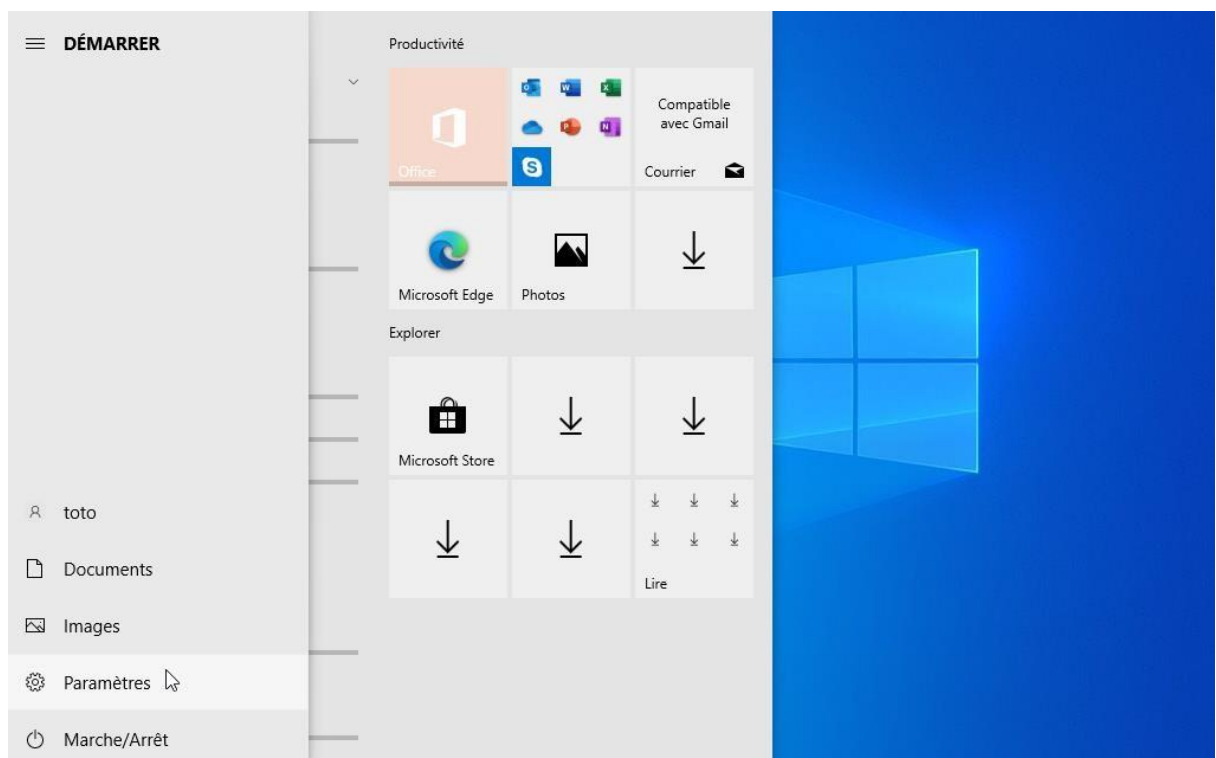 DÉMARRER
toto
Documents
Images
Paramètres
Marche/Arrêt
Productivité
Office
Compatible
avec Gmail
Courrier
Microsoft Edge
Photos
Explorer
Microsoft Store
Lire